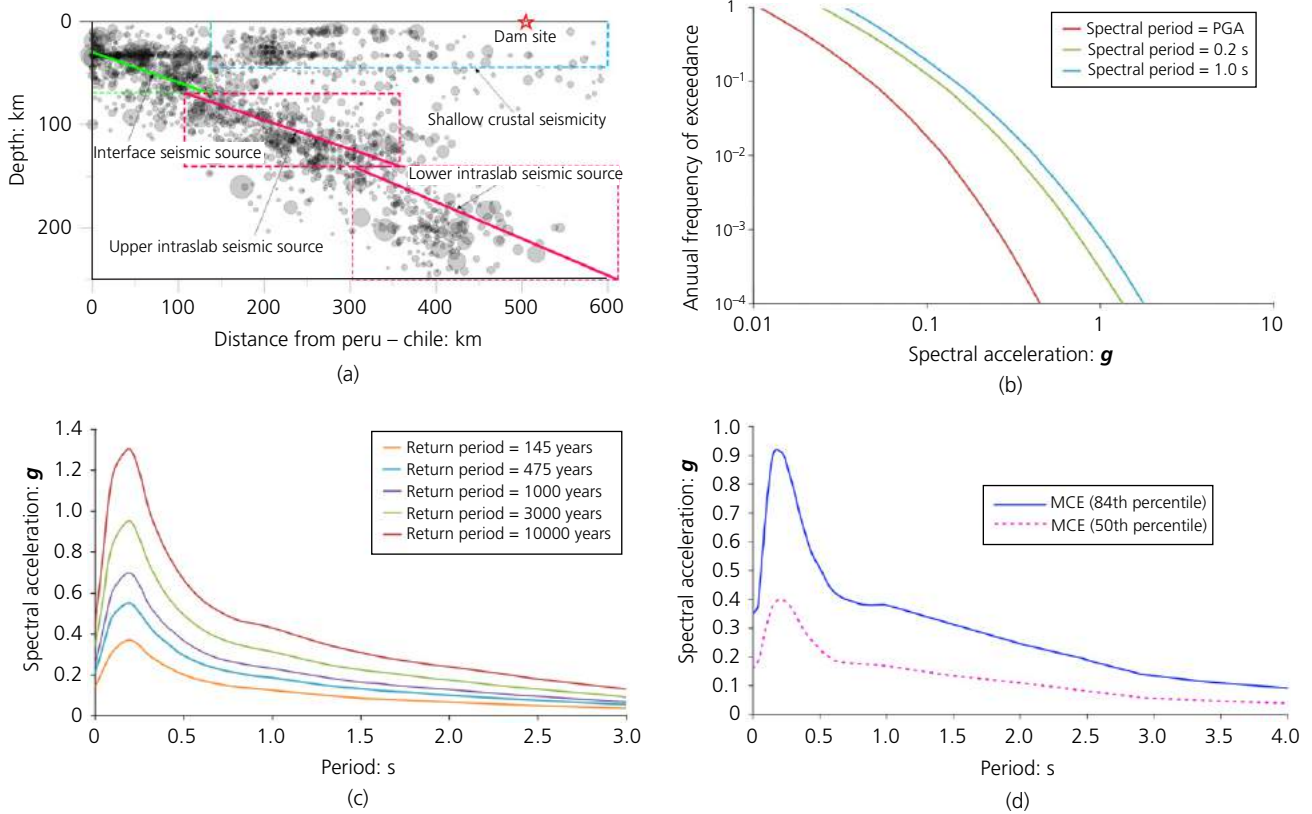 0
100
200
Depth: km
Dam site
Shallow crustal seismicity
Interface seismic source
Lower intraslab seismic source
Upper intraslab seismic source
0 100 200 300 400 500 600
Distance from peru – chile: km
(a)
1
10–1
10–2
10–3
10–4
Anual frequency of exceedance
Spectral period = PGA
Spectral period = 0.2 s
Spectral period = 1.0 s
0.01 0.1 1 10
Spectral acceleration: g
(b)
1.4
1.2
1.0
0.8
0.6
0.4
0.2
0
Spectral acceleration: g
Return period = 145 years
Return period = 475 years
Return period = 1000 years
Return period = 3000 years
Return period = 10000 years
0 0.5 1.0 1.5 2.0 2.5 3.0
Period: s
(c)
1.0
0.9
0.8
0.7
0.6
0.5
0.4
0.3
0.2
0.1
0
Spectral acceleration: g
MCE (84th percentile)
MCE (50th percentile)
0 0.5 1.0 1.5 2.0 2.5 3.0 3.5 4.0
Period: s
(d)